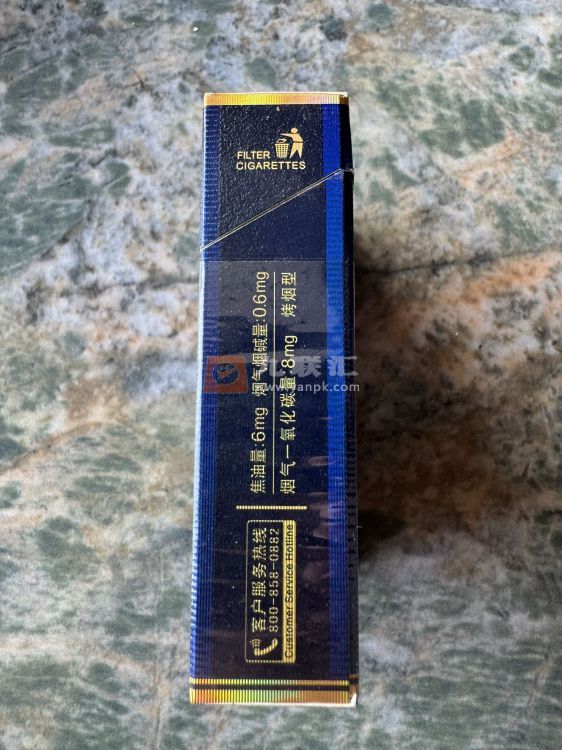 FILTER
CIGARETTES
焦油量:6mg 烟气烟碱量:0.6mg
烟气一氧化碳量:8mg 烤烟型
客户服务热线
800-858-0882
Customer Service Hotline